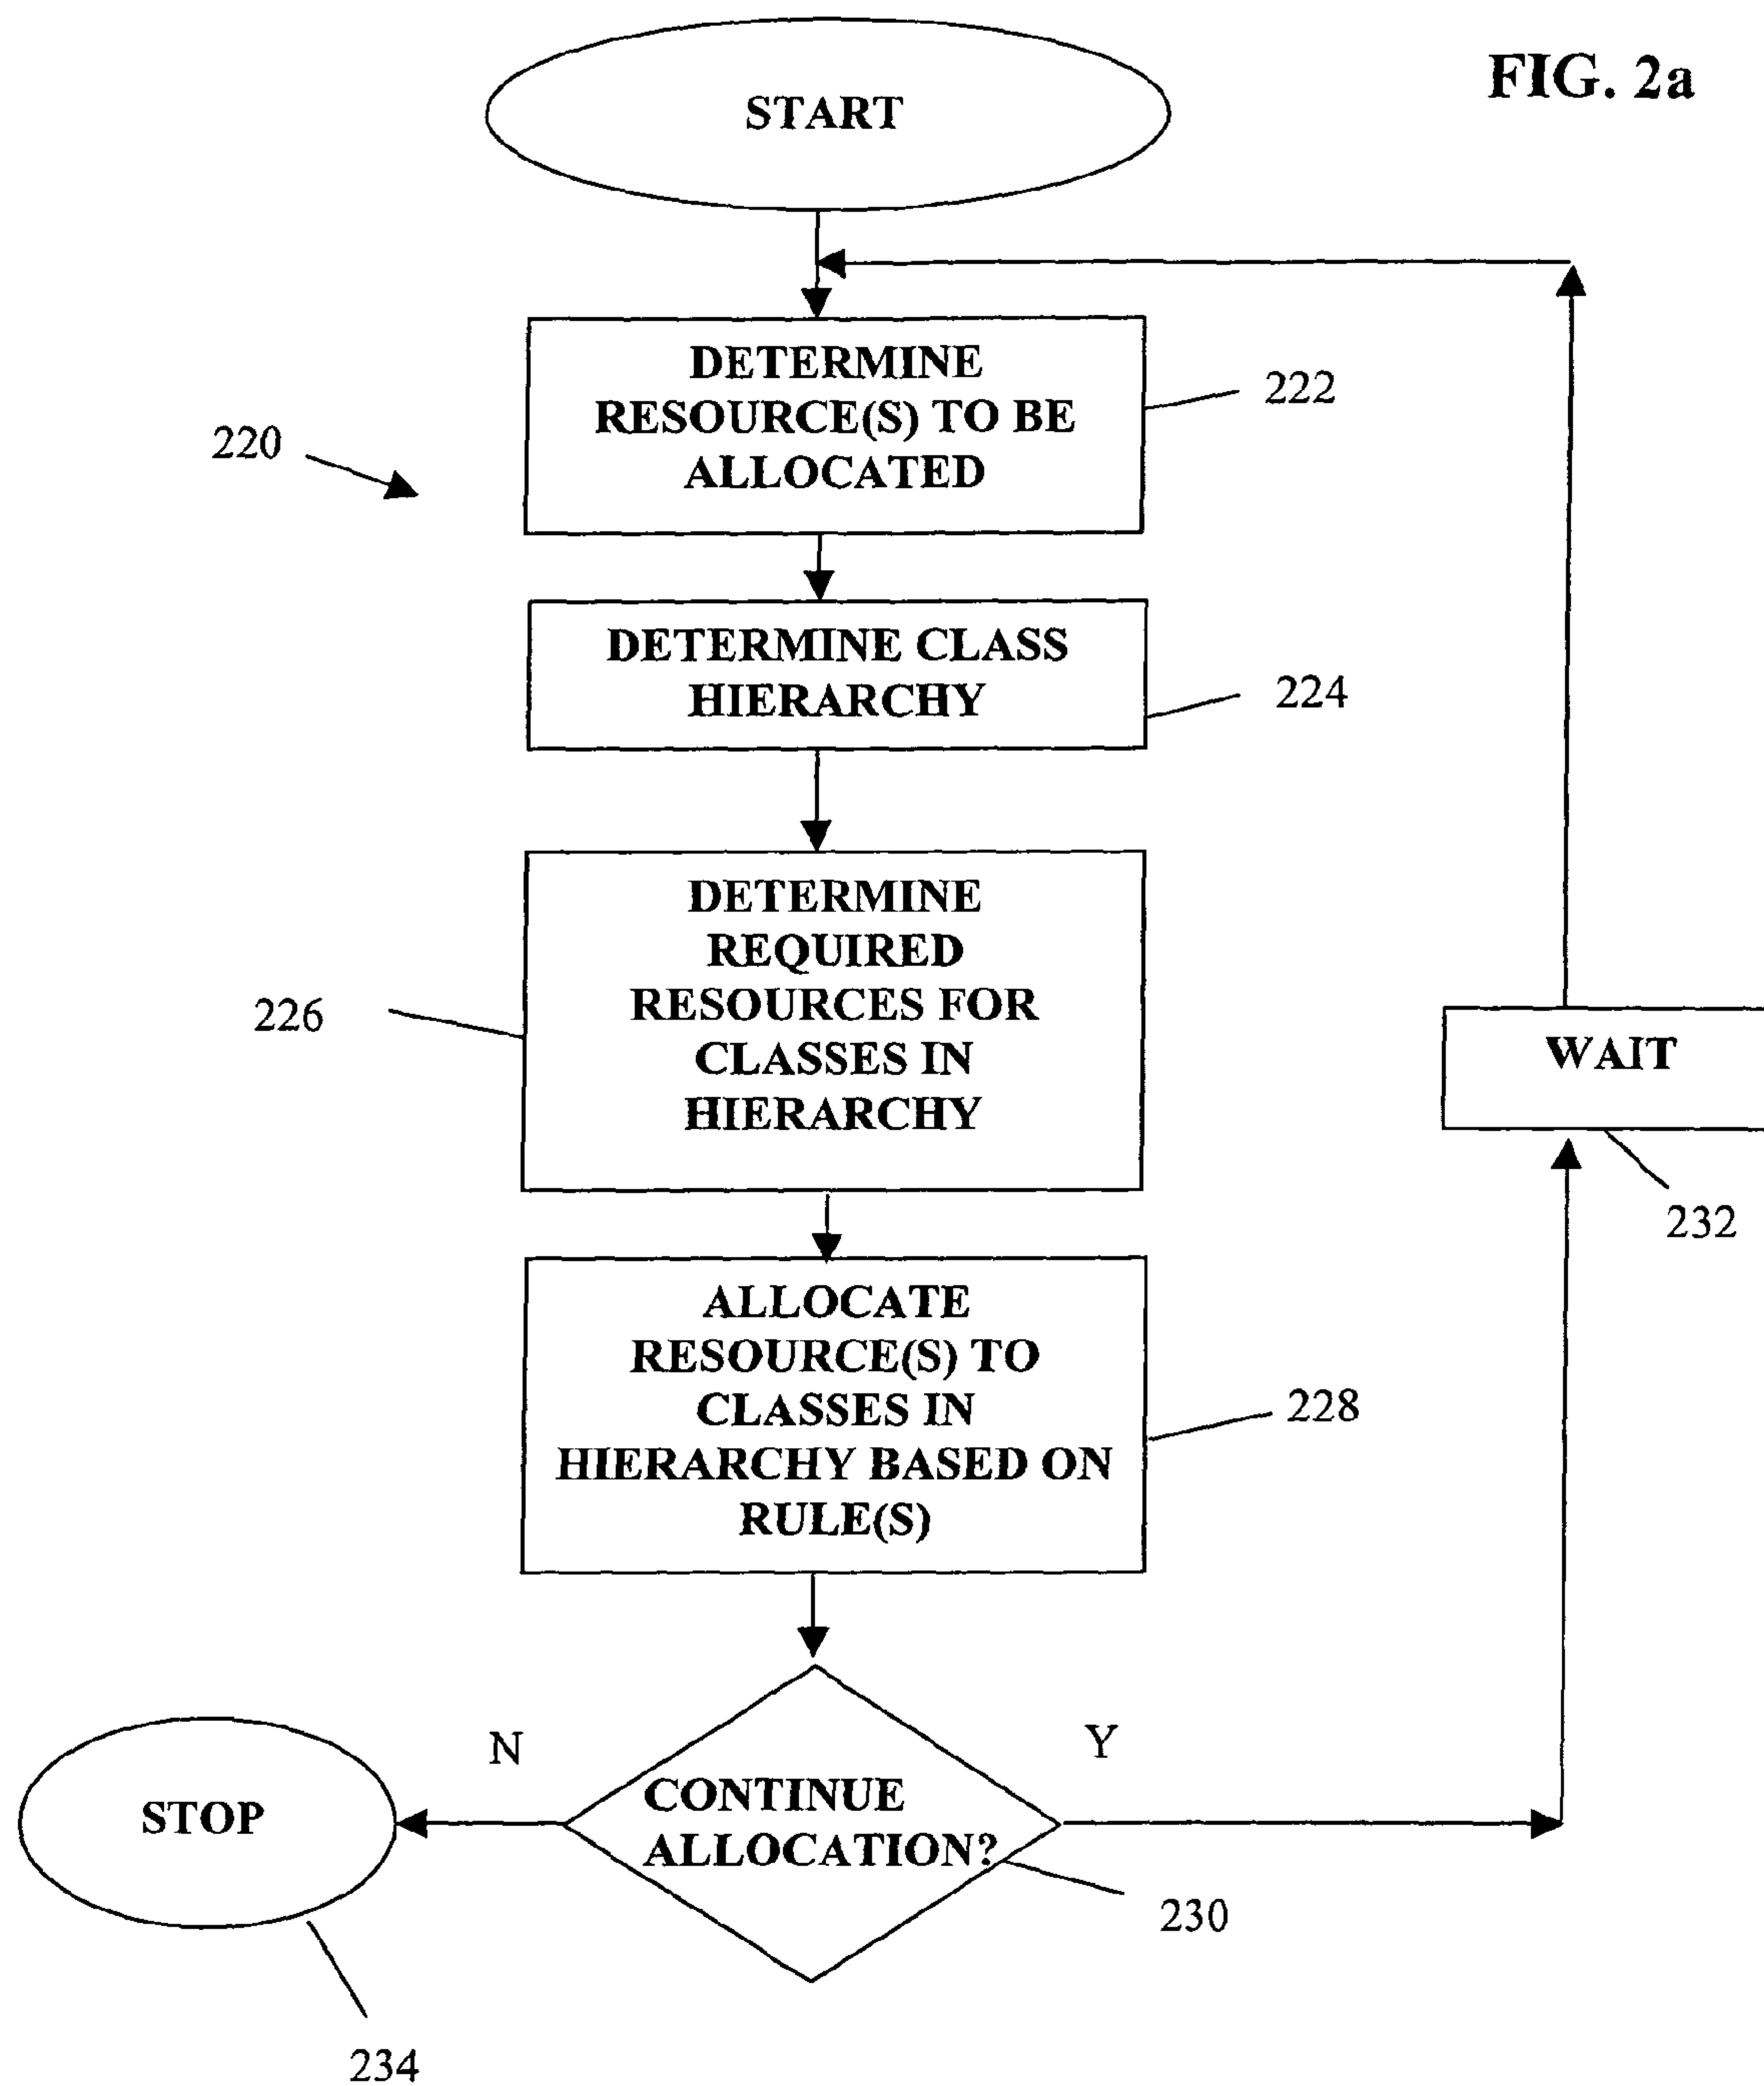 FIG. 2a
START
DETERMINE
RESOURCE(S) TO BE
ALLOCATED
222
220
DETERMINE CLASS
HIERARCHY
224
DETERMINE
REQUIRED
RESOURCES FOR
CLASSES IN
HIERARCHY
226
WAIT
232
ALLOCATE
RESOURCE(S) TO
CLASSES IN
HIERARCHY BASED ON
RULE(S)
228
N
Y
CONTINUE
ALLOCATION?
STOP
230
234